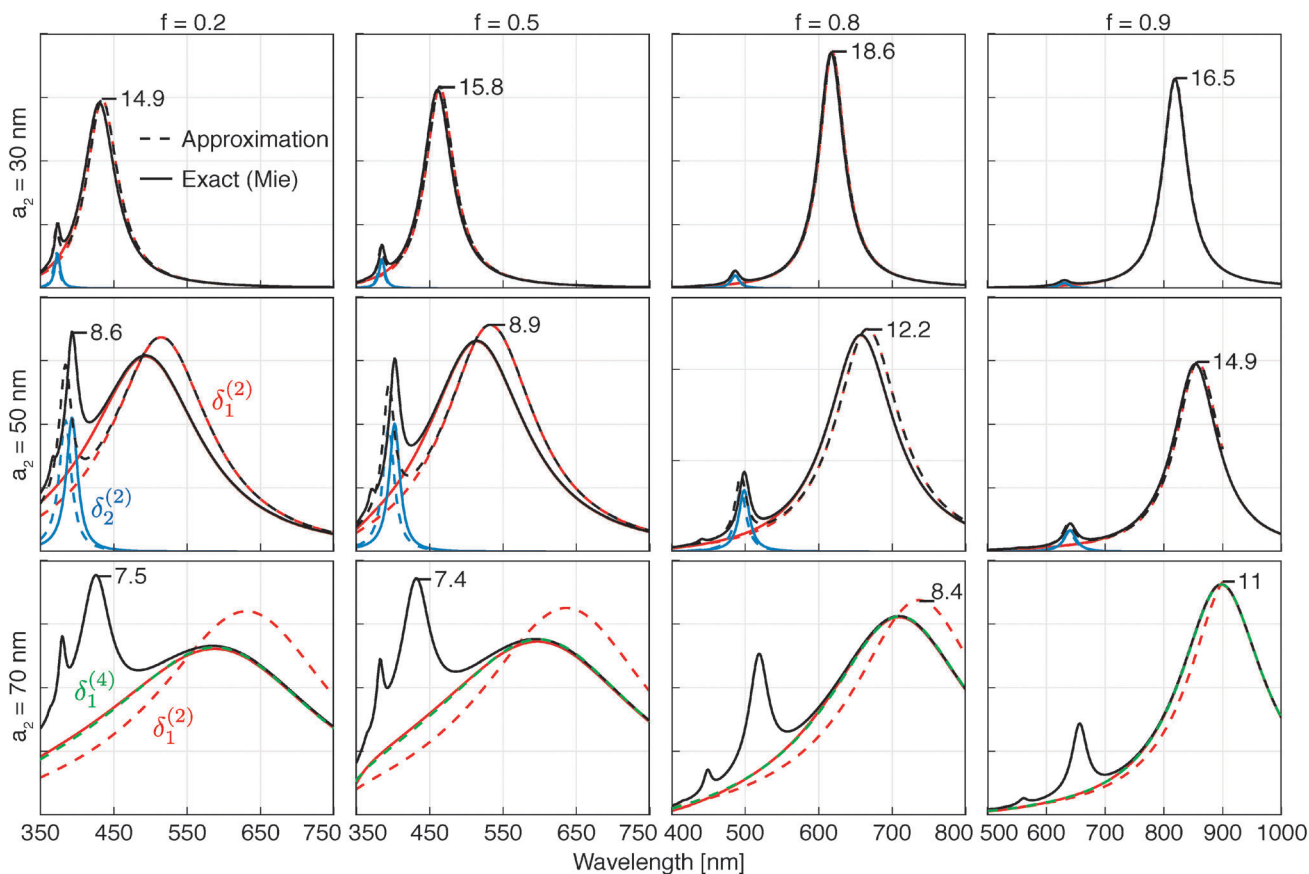 f = 0.2 f = 0.5 f = 0.8 f = 0.9
a₂ = 30 nm
14.9
15.8
18.6
16.5
Approximation
Exact (Mie)
a₂ = 50 nm
8.6
8.9
12.2
14.9
δ₁⁽²⁾
δ₂⁽²⁾
a₂ = 70 nm
7.5
7.4
8.4
11
δ₁⁽⁴⁾
δ₁⁽²⁾
350 450 550 650 750 350 450 550 650 750 400 500 600 700 800 500 600 700 800 900 1000
Wavelength [nm]